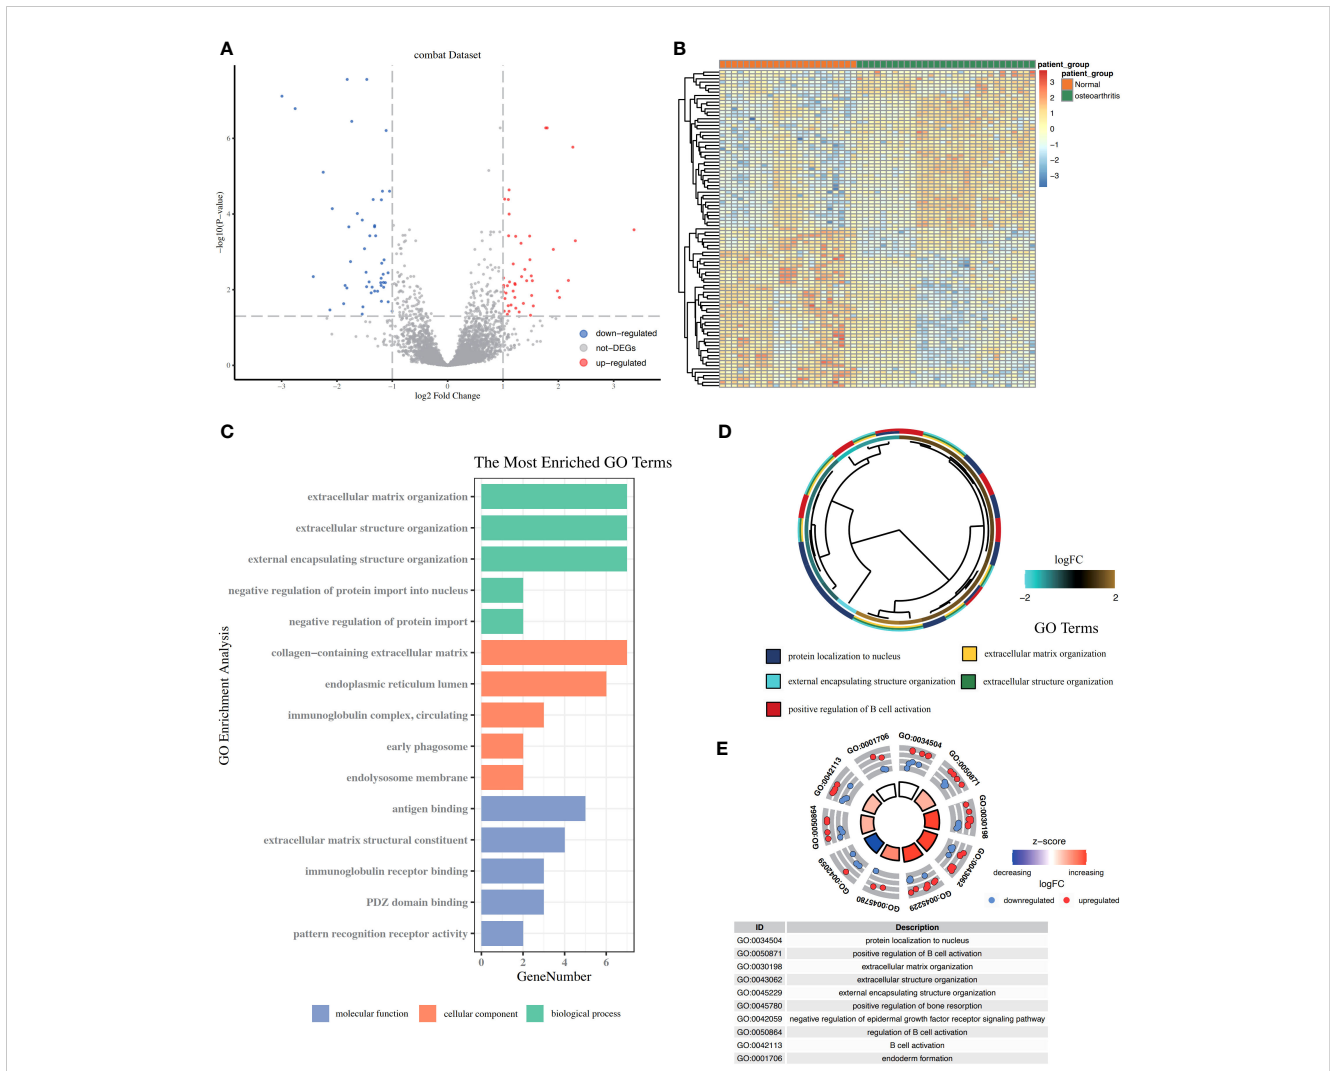 A
combat Dataset
−log10(P−value)
6
4
2
0
−3
−2
−1
0
1
2
3
log2 Fold Change
down-regulated
not-DEGs
up-regulated
B
patient_group
patient_group
Normal
osteoarthritis
3
2
1
0
−1
−2
−3
C
The Most Enriched GO Terms
GO Enrichment Analysis
extracellular matrix organization
extracellular structure organization
external encapsulating structure organization
negative regulation of protein import into nucleus
negative regulation of protein import
collagen−containing extracellular matrix
endoplasmic reticulum lumen
immunoglobulin complex, circulating
early phagosome
endolysosome membrane
antigen binding
extracellular matrix structural constituent
immunoglobulin receptor binding
PDZ domain binding
pattern recognition receptor activity
0
2
4
6
GeneNumber
molecular function
cellular component
biological process
D
logFC
−2
2
GO Terms
protein localization to nucleus
extracellular matrix organization
external encapsulating structure organization
extracellular structure organization
positive regulation of B cell activation
E
GO:0034504
GO:0050871
GO:0030198
GO:0043062
GO:0045229
GO:0045780
GO:0042059
GO:0050864
GO:0042113
GO:0001706
z-score
decreasing
increasing
logFC
downregulated
upregulated
ID Description
GO:0034504 protein localization to nucleus
GO:0050871 positive regulation of B cell activation
GO:0030198 extracellular matrix organization
GO:0043062 extracellular structure organization
GO:0045229 external encapsulating structure organization
GO:0045780 positive regulation of bone resorption
GO:0042059 negative regulation of epidermal growth factor receptor signaling pathway
GO:0050864 regulation of B cell activation
GO:0042113 B cell activation
GO:0001706 endoderm formation